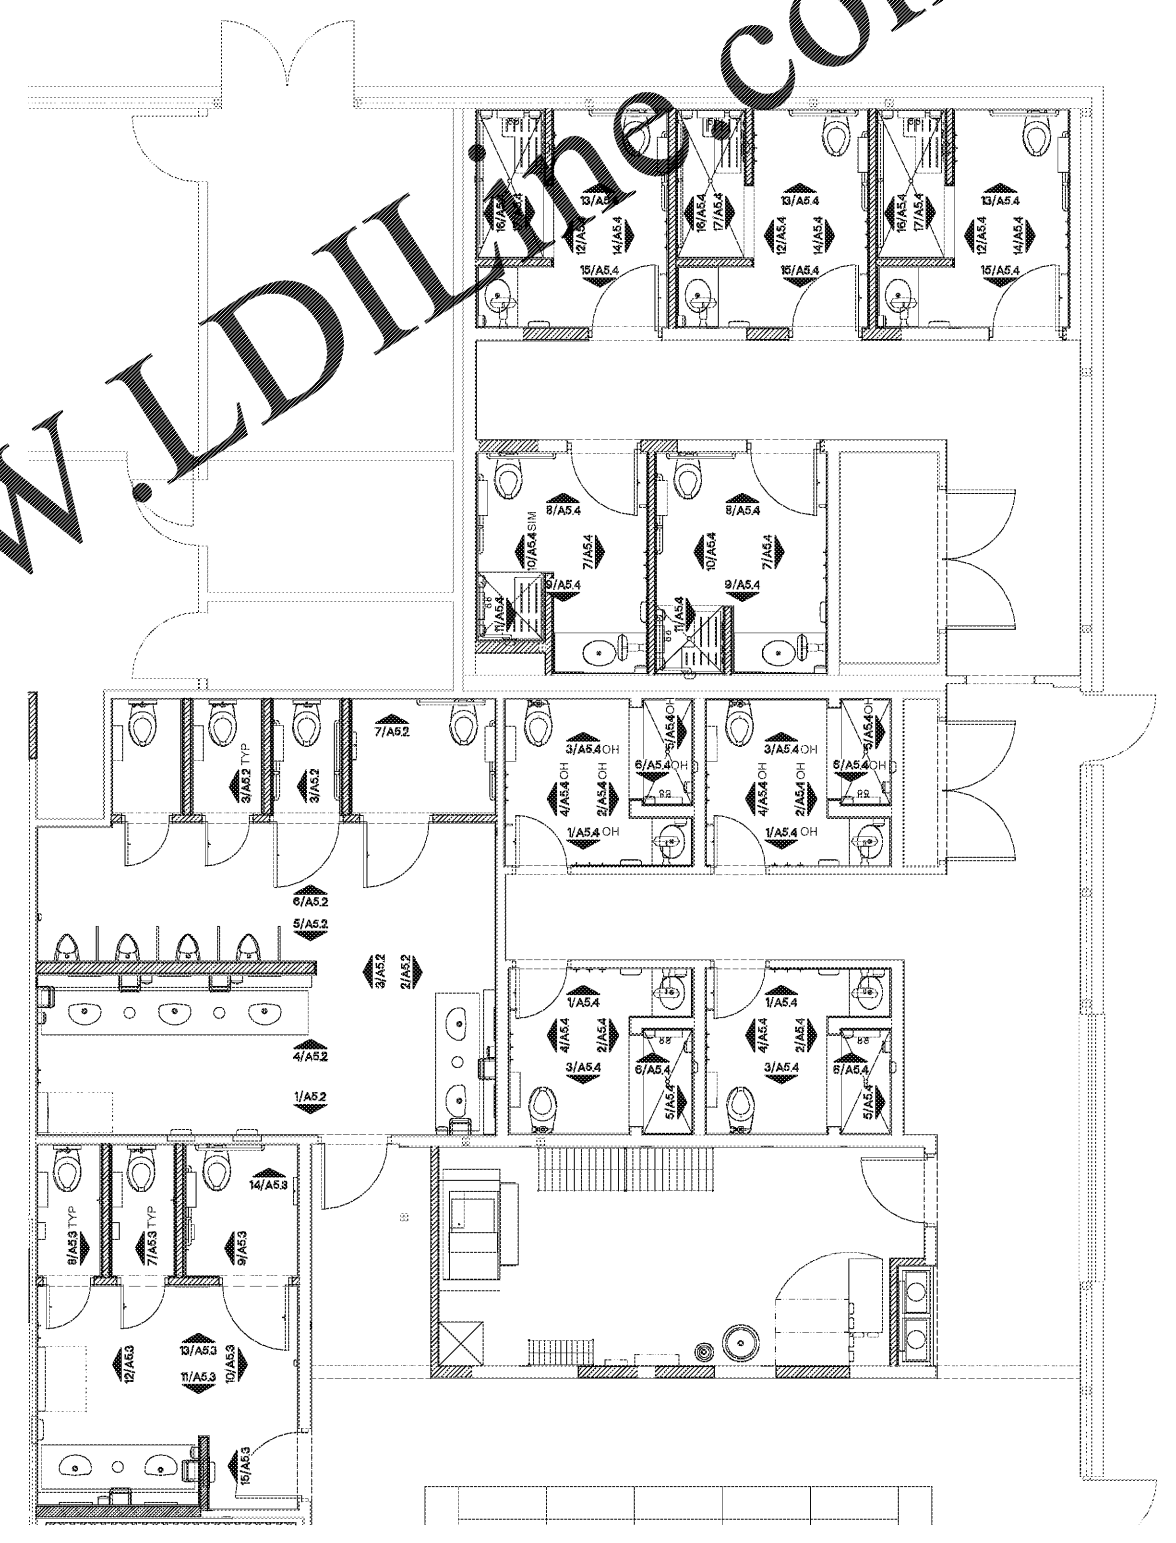 W.LDILine.com
13/A5.4
13/A5.4
13/A5.4
16/A5.4
17/A5.4
12/A5.4
14/A5.4
16/A5.4
17/A5.4
12/A5.4
14/A5.4
16/A5.4
17/A5.4
12/A5.4
14/A5.4
15/A5.4
15/A5.4
15/A5.4
8/A5.4
8/A5.4
10/A5.4 SIM
7/A5.4
10/A5.4
7/A5.4
9/A5.4
9/A5.4
11/A5.4
11/A5.4
7/A5.2
3/A5.2 TYP
3/A5.2
3/A5.4 OH
5/A5.4 OH
3/A5.4 OH
5/A5.4 OH
6/A5.4 OH
6/A5.4 OH
4/A5.4 OH
2/A5.4 OH
4/A5.4 OH
2/A5.4 OH
1/A5.4 OH
1/A5.4 OH
6/A5.2
5/A5.2
3/A5.2
2/A5.2
1/A5.4
1/A5.4
4/A5.4
2/A5.4
4/A5.4
2/A5.4
4/A5.2
3/A5.4
6/A5.4
3/A5.4
6/A5.4
1/A5.2
5/A5.4
5/A5.4
14/A5.3
8/A5.3 TYP
7/A5.3 TYP
9/A5.3
13/A5.3
12/A5.3
10/A5.3
11/A5.3
15/A5.3